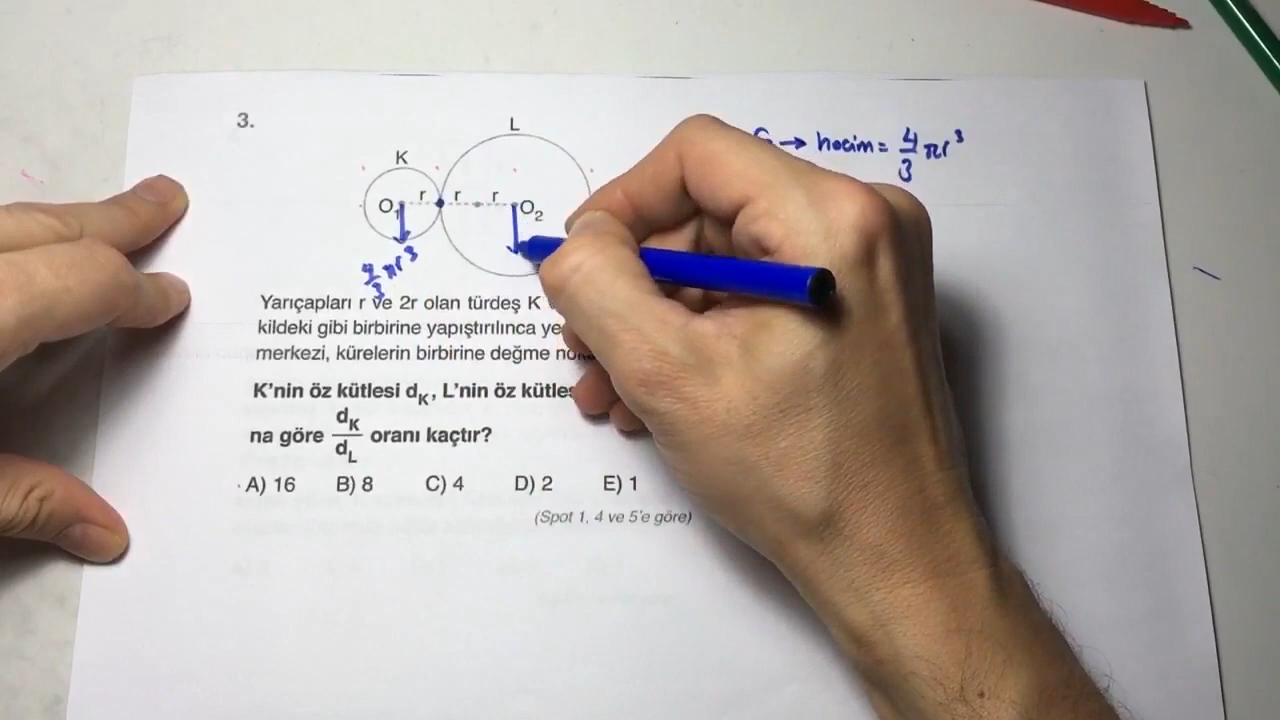 3.
L
K
→ hacim = 4/3 πr³
r r r
O₁ O₂
4/3 πr³
Yarıçapları r ve 2r olan türdeş K
kildeki gibi birbirine yapıştırılınca
merkezi, kürelerin birbirine değme
K'nin öz kütlesi dK, L'nin öz
na göre dK/dL oranı kaçtır?
A) 16 B) 8 C) 4 D) 2 E) 1
(Spot 1, 4 ve 5'e göre)